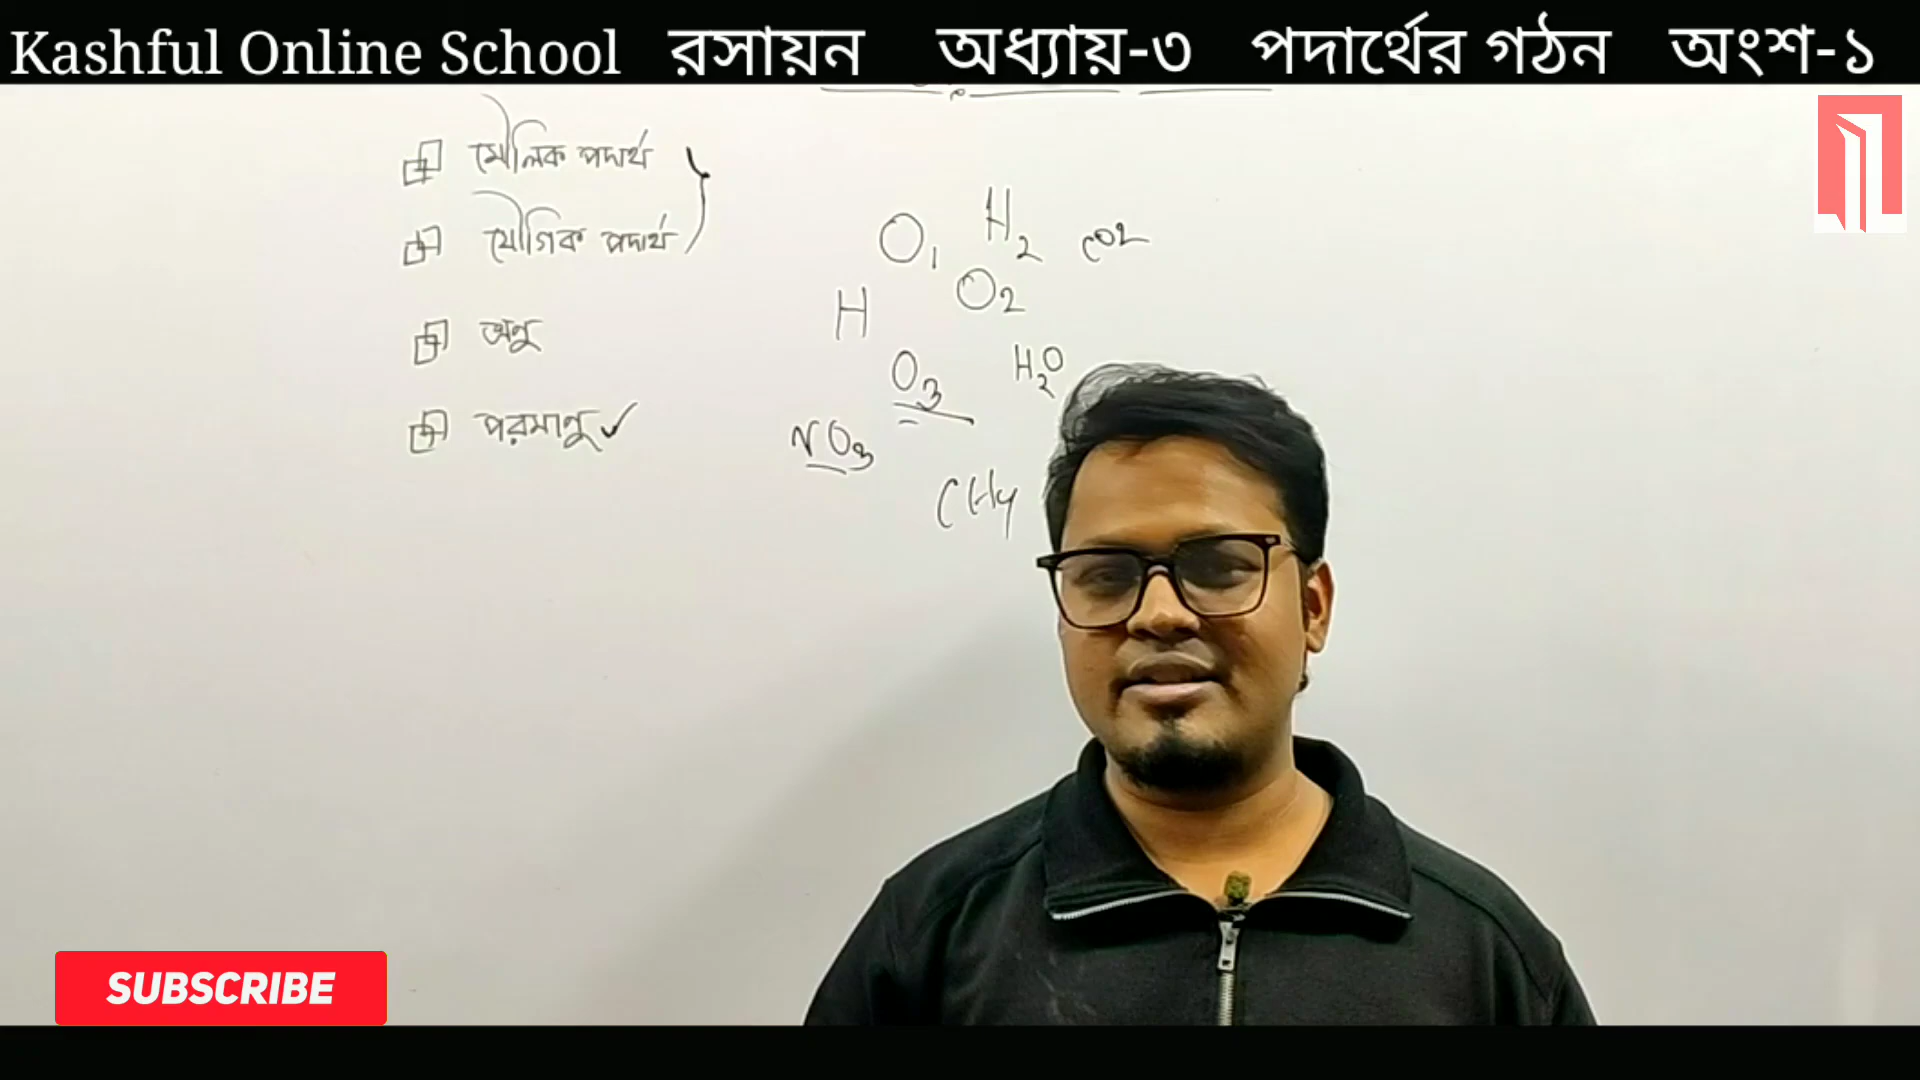 Kashful Online School রসায়ন অধ্যায়-৩ পদার্থের গঠন অংশ-১
মৌলিক পদার্থ
যৌগিক পদার্থ
অনু
পরমানু
O₁ H₂ CO₂
H O₂
O₃ H₂O
NO₃
CH₄
SUBSCRIBE